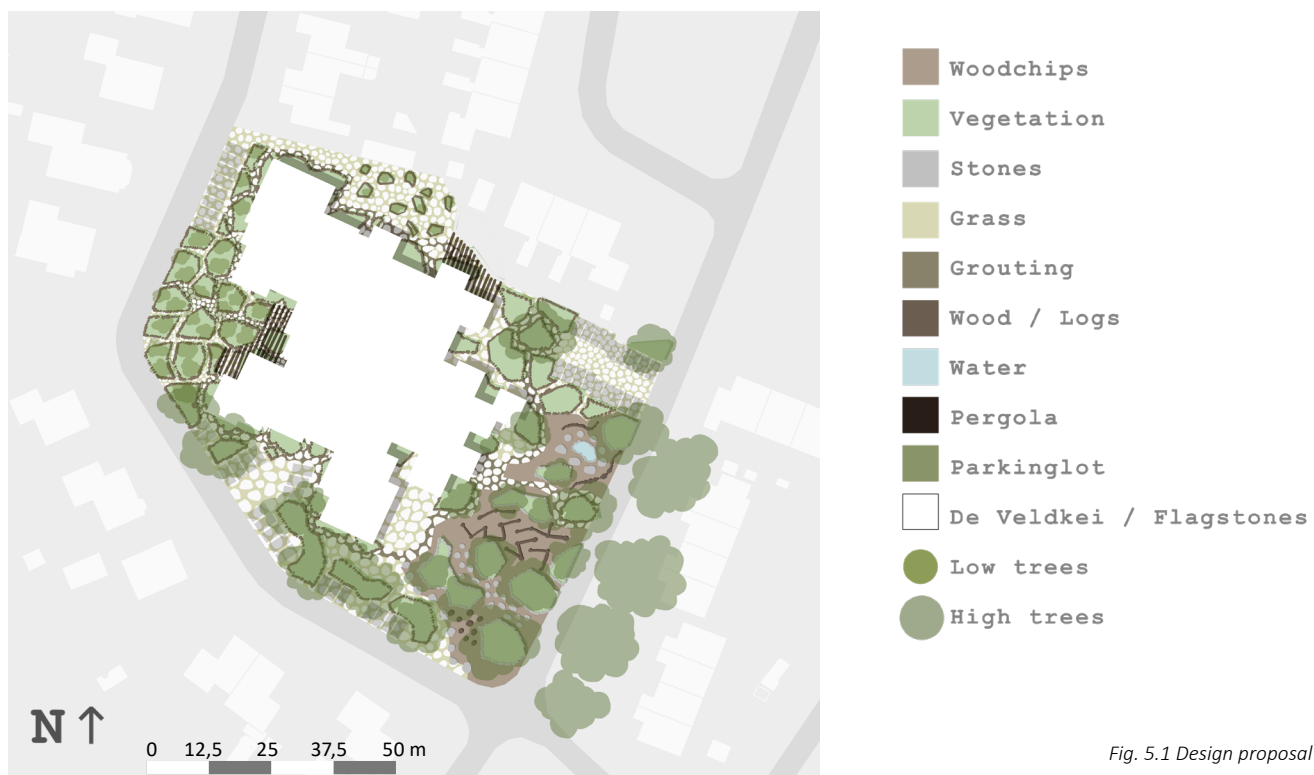 Woodchips
Vegetation
Stones
Grass
Grouting
Wood / Logs
Water
Pergola
Parkinglot
De Veldkei / Flagstones
Low trees
High trees
N ↑
0 12,5 25 37,5 50 m
Fig. 5.1 Design proposal